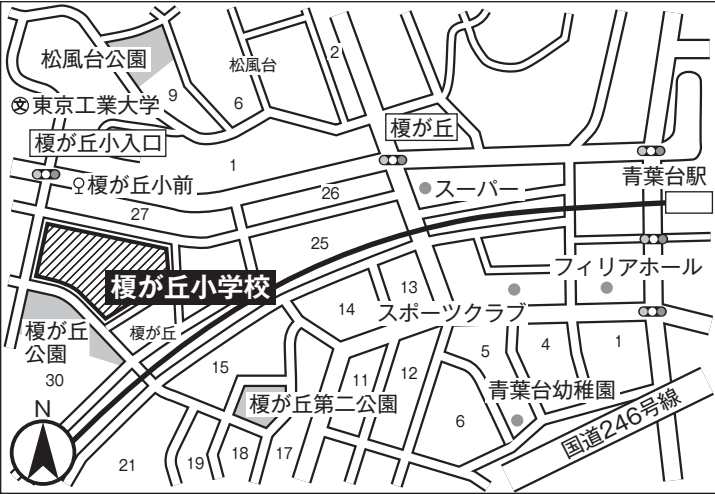 松風台公園
松風台
2
㊫東京工業大学
9
6
榎が丘
榎が丘小入口
1
榎が丘小前
スーパー
青葉台駅
26
27
25
榎が丘小学校
フィリアホール
13
14
スポーツクラブ
榎が丘
公園
榎が丘
15
5
4
1
30
11
12
青葉台幼稚園
榎が丘第二公園
N
6
国道246号線
21
19
18
17